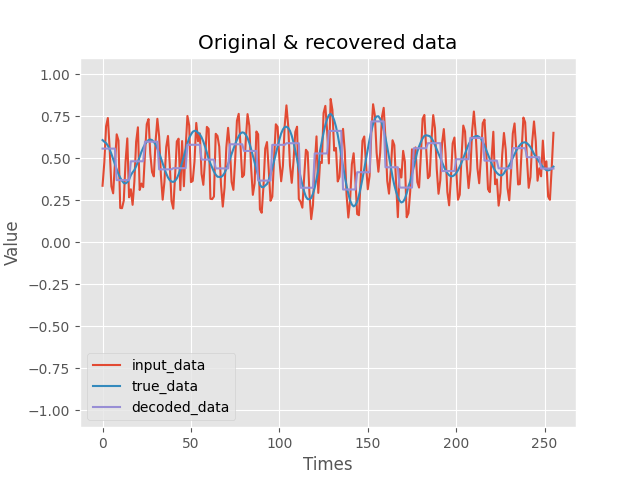 Original & recovered data
1.00
0.75
0.50
0.25
0.00
−0.25
−0.50
−0.75
−1.00
Value
input_data
true_data
decoded_data
0 50 100 150 200 250
Times